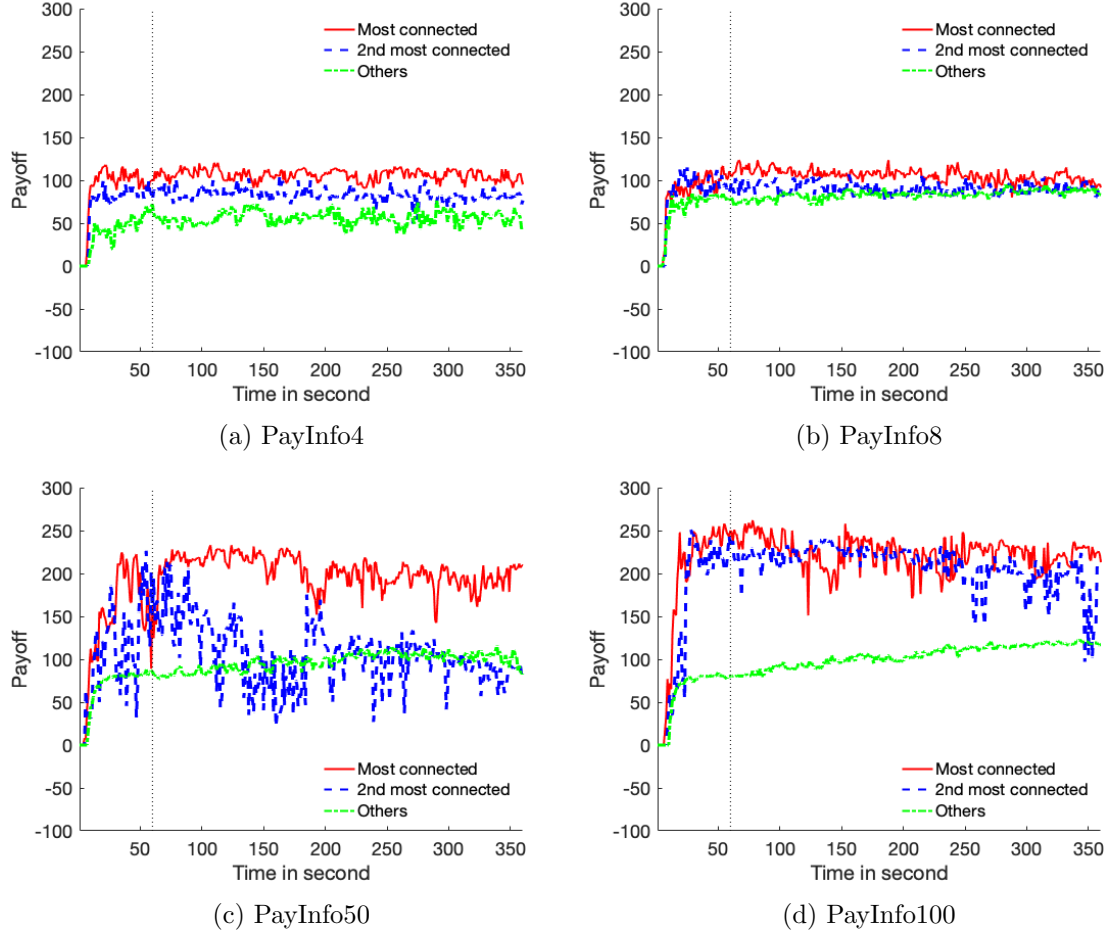 300
250
200
150
100
50
0
-50
-100
Payoff
Most connected
2nd most connected
Others
50 100 150 200 250 300 350
Time in second
(a) PayInfo4
300
250
200
150
100
50
0
-50
-100
Payoff
Most connected
2nd most connected
Others
50 100 150 200 250 300 350
Time in second
(b) PayInfo8
300
250
200
150
100
50
0
-50
-100
Payoff
Most connected
2nd most connected
Others
50 100 150 200 250 300 350
Time in second
(c) PayInfo50
300
250
200
150
100
50
0
-50
-100
Payoff
Most connected
2nd most connected
Others
50 100 150 200 250 300 350
Time in second
(d) PayInfo100